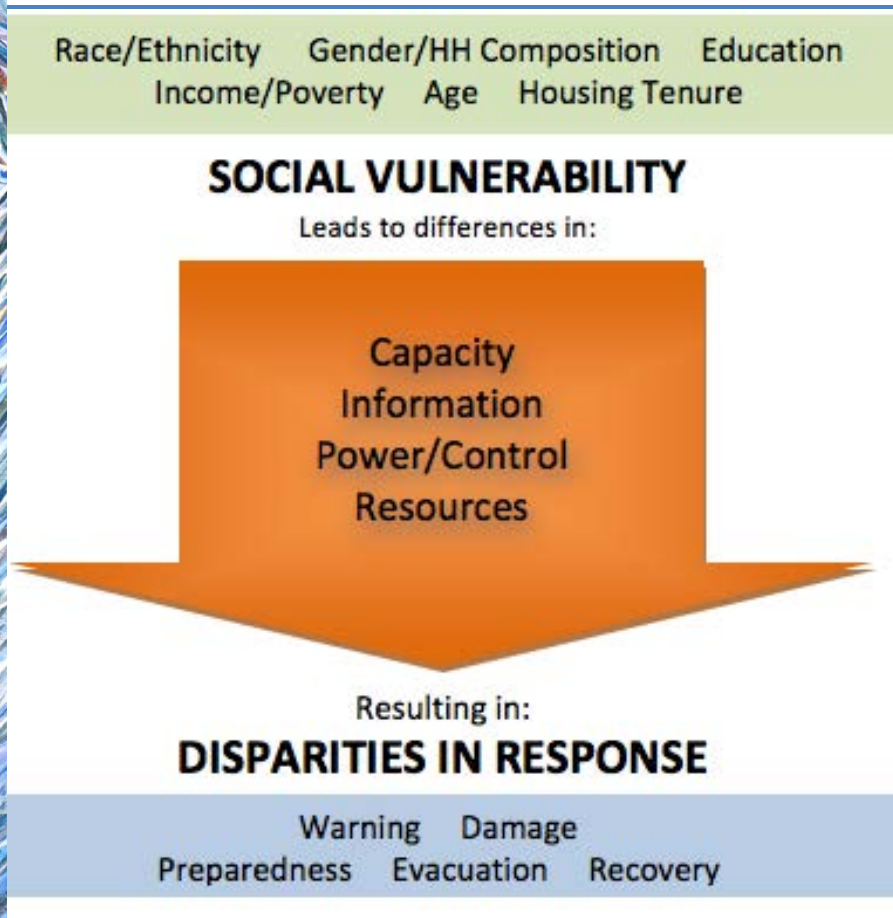 Race/Ethnicity Gender/HH Composition Education
Income/Poverty Age Housing Tenure
SOCIAL VULNERABILITY
Leads to differences in:
Capacity
Information
Power/Control
Resources
Resulting in:
DISPARITIES IN RESPONSE
Warning Damage
Preparedness Evacuation Recovery